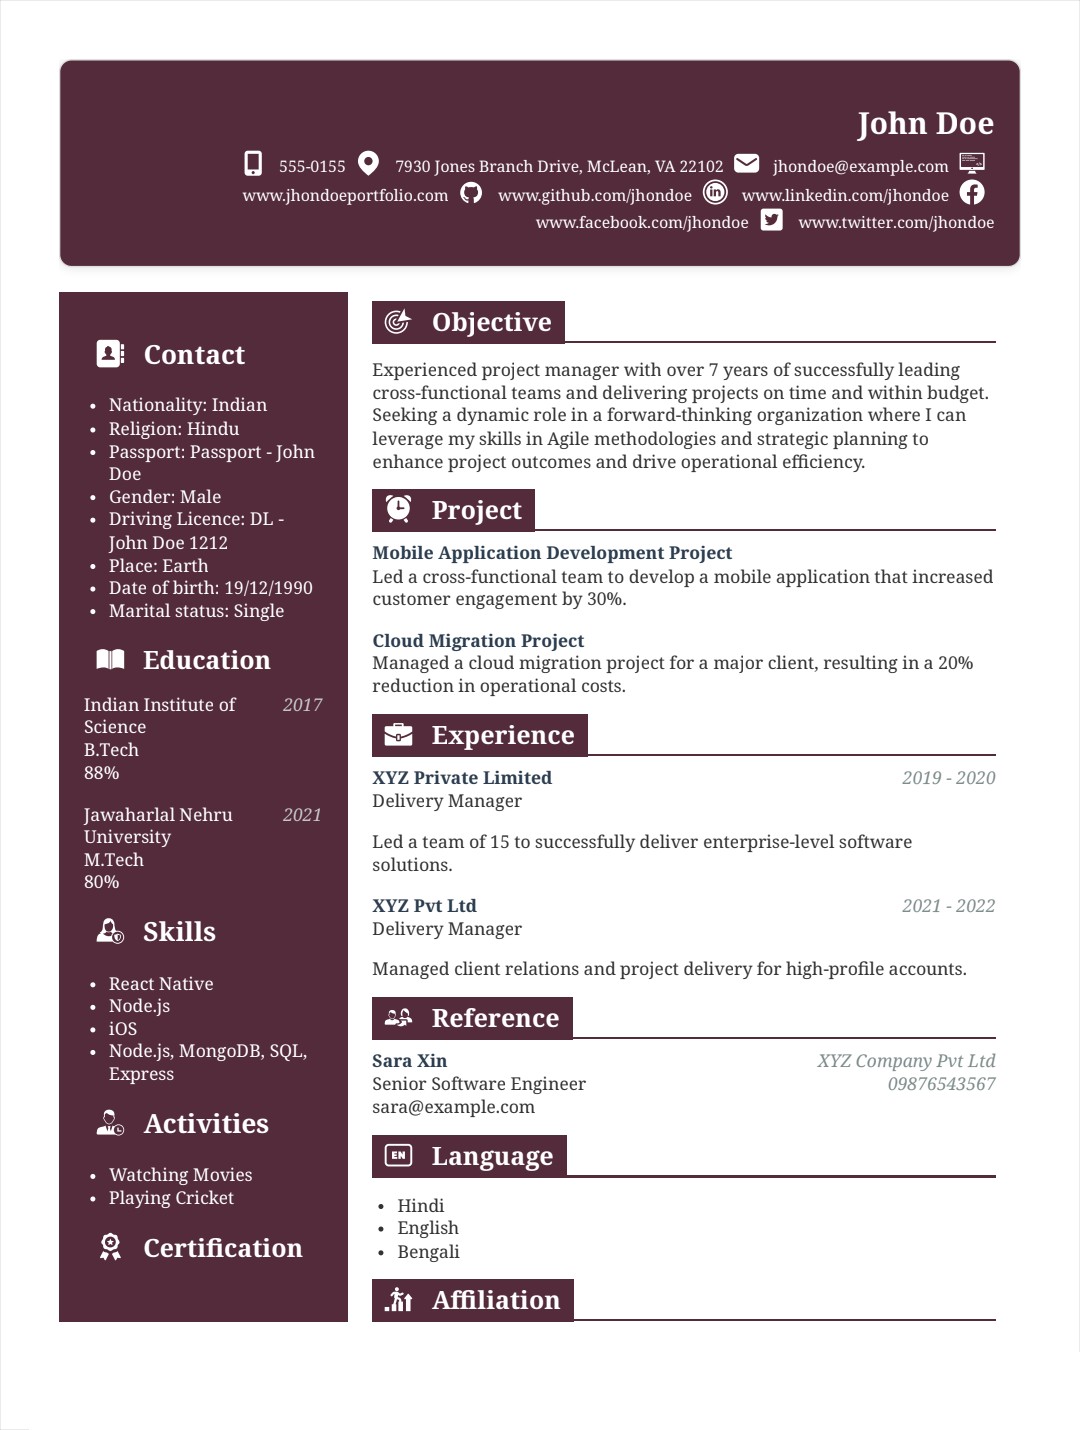 John Doe
555-0155 7930 Jones Branch Drive, McLean, VA 22102 jhondoe@example.com
www.jhondoeportfolio.com www.github.com/jhondoe www.linkedin.com/jhondoe
www.facebook.com/jhondoe www.twitter.com/jhondoe
Contact
• Nationality: Indian
• Religion: Hindu
• Passport: Passport - John
Doe
• Gender: Male
• Driving Licence: DL -
John Doe 1212
• Place: Earth
• Date of birth: 19/12/1990
• Marital status: Single
Education
Indian Institute of 2017
Science
B.Tech
88%
Jawaharlal Nehru 2021
University
M.Tech
80%
Skills
• React Native
• Node.js
• iOS
• Node.js, MongoDB, SQL,
Express
Activities
• Watching Movies
• Playing Cricket
Certification
Objective
Experienced project manager with over 7 years of successfully leading
cross-functional teams and delivering projects on time and within budget.
Seeking a dynamic role in a forward-thinking organization where I can
leverage my skills in Agile methodologies and strategic planning to
enhance project outcomes and drive operational efficiency.
Project
Mobile Application Development Project
Led a cross-functional team to develop a mobile application that increased
customer engagement by 30%.
Cloud Migration Project
Managed a cloud migration project for a major client, resulting in a 20%
reduction in operational costs.
Experience
XYZ Private Limited 2019 - 2020
Delivery Manager
Led a team of 15 to successfully deliver enterprise-level software
solutions.
XYZ Pvt Ltd 2021 - 2022
Delivery Manager
Managed client relations and project delivery for high-profile accounts.
Reference
Sara Xin XYZ Company Pvt Ltd
Senior Software Engineer 09876543567
sara@example.com
EN Language
• Hindi
• English
• Bengali
Affiliation